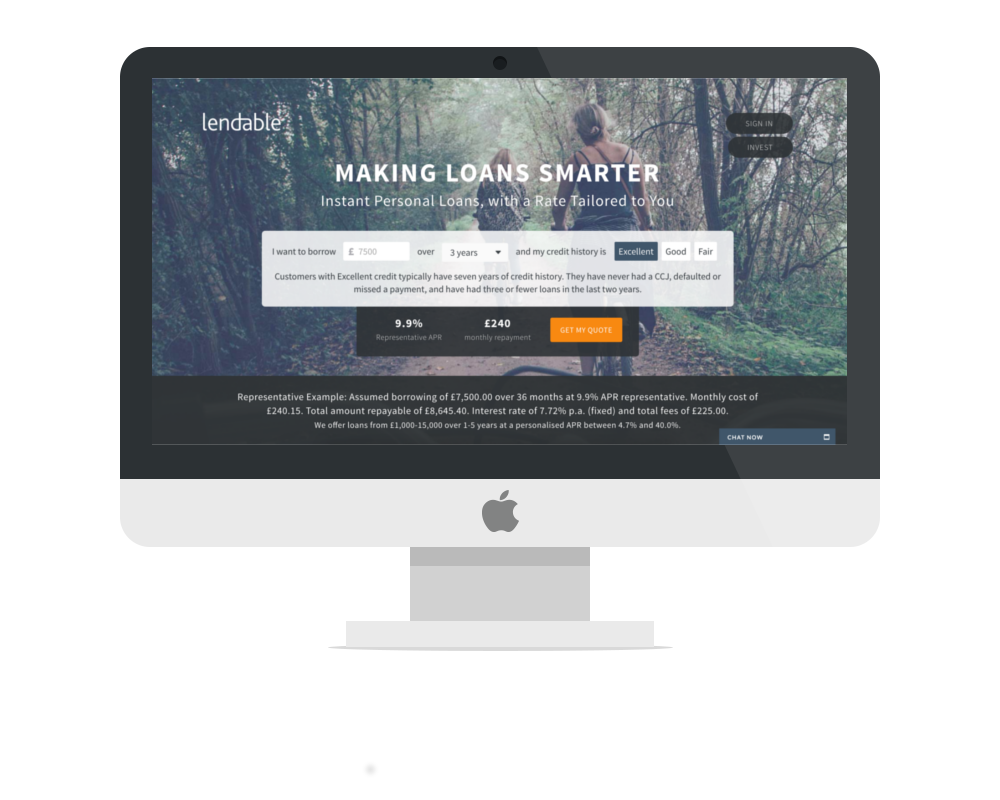 lendable
SIGN IN
INVEST
MAKING LOANS SMARTER
Instant Personal Loans, with a Rate Tailored to You
I want to borrow £ 7500 over 3 years and my credit history is Excellent Good Fair
Customers with Excellent credit typically have seven years of credit history. They have never had a CCJ, defaulted or
missed a payment, and have had three or fewer loans in the last two years.
9.9% £240 GET MY QUOTE
Representative APR monthly repayment
Representative Example: Assumed borrowing of £7,500.00 over 36 months at 9.9% APR representative. Monthly cost of
£240.15. Total amount repayable of £8,645.40. Interest rate of 7.72% p.a. (fixed) and total fees of £225.00.
We offer loans from £1,000-15,000 over 1-5 years at a personalised APR between 4.7% and 40.0%.
CHAT NOW